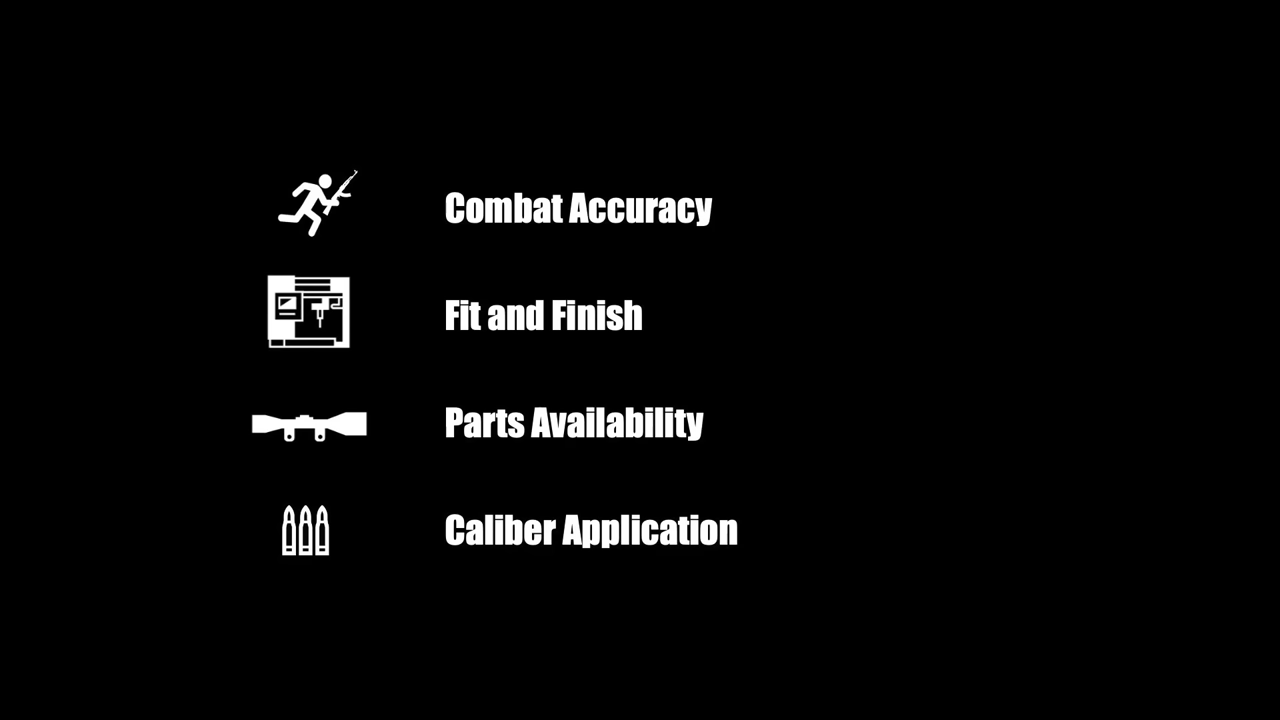 Combat Accuracy
Fit and Finish
Parts Availability
Caliber Application